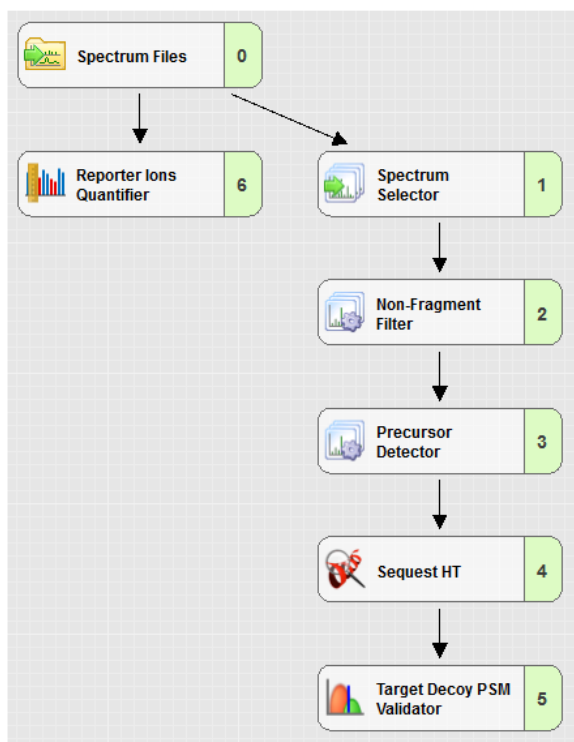 Spectrum Files
0
Reporter Ions
Quantifier
6
Spectrum
Selector
1
Non-Fragment
Filter
2
Precursor
Detector
3
Sequest HT
4
Target Decoy PSM
Validator
5